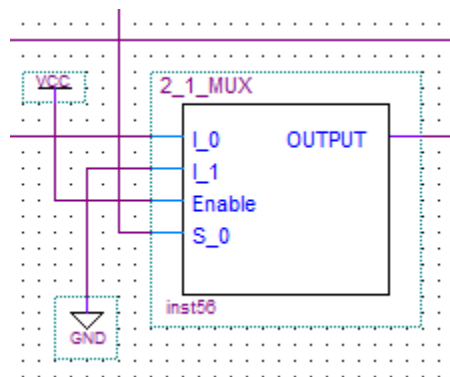 VCC
2_1_MUX
I_0 OUTPUT
I_1
Enable
S_0
inst56
GND